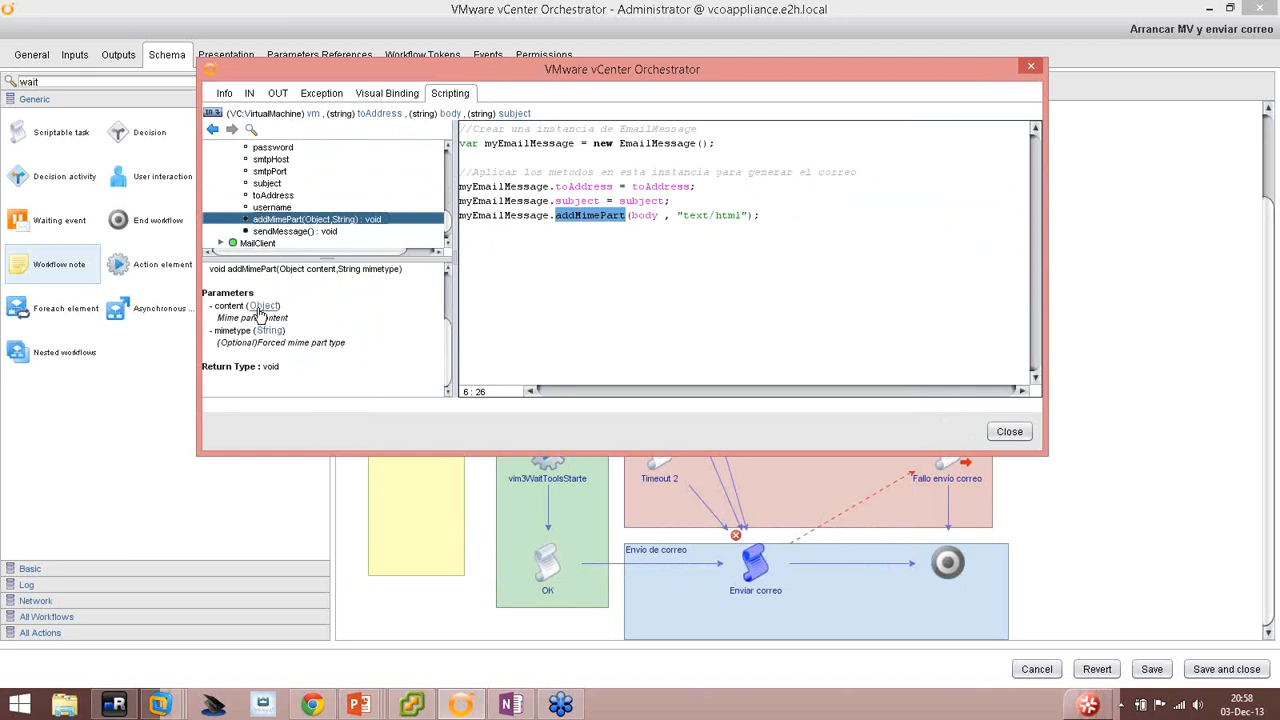 VMware vCenter Orchestrator - Administrator @ vcoappliance.e2h.local
Arrancar MV y enviar correo
General Inputs Outputs Schema Presentation Parameters References Workflow Tokens Events Permissions
wait
Generic
Scriptable task
Decision
Decision activity
User interaction
Waiting event
End workflow
Workflow note
Action element
Foreach element
Asynchronous ...
Nested workflows
Basic
Log
Network
All Workflows
All Actions
VMware vCenter Orchestrator
Info IN OUT Exception Visual Binding Scripting
(VC:VirtualMachine) vm , (string) toAddress , (string) body , (string) subject
password
smtpHost
smtpPort
subject
toAddress
username
addMimePart(Object,String) : void
sendMessage() : void
MailClient
void addMimePart(Object content,String mimetype)
Parameters
- content (Object)
Mime part content
- mimetype (String)
(Optional)Forced mime part type
Return Type : void
//Crear una instancia de EmailMessage
var myEmailMessage = new EmailMessage();
//Aplicar los metodos en esta instancia para generar el correo
myEmailMessage.toAddress = toAddress;
myEmailMessage.subject = subject;
myEmailMessage.addMimePart(body , "text/html");
6 : 26
Close
vim3WaitToolsStarte
Timeout 2
Fallo envio correo
Envio de correo
OK
Enviar correo
Cancel Revert Save Save and close
20:58
03-Dec-13